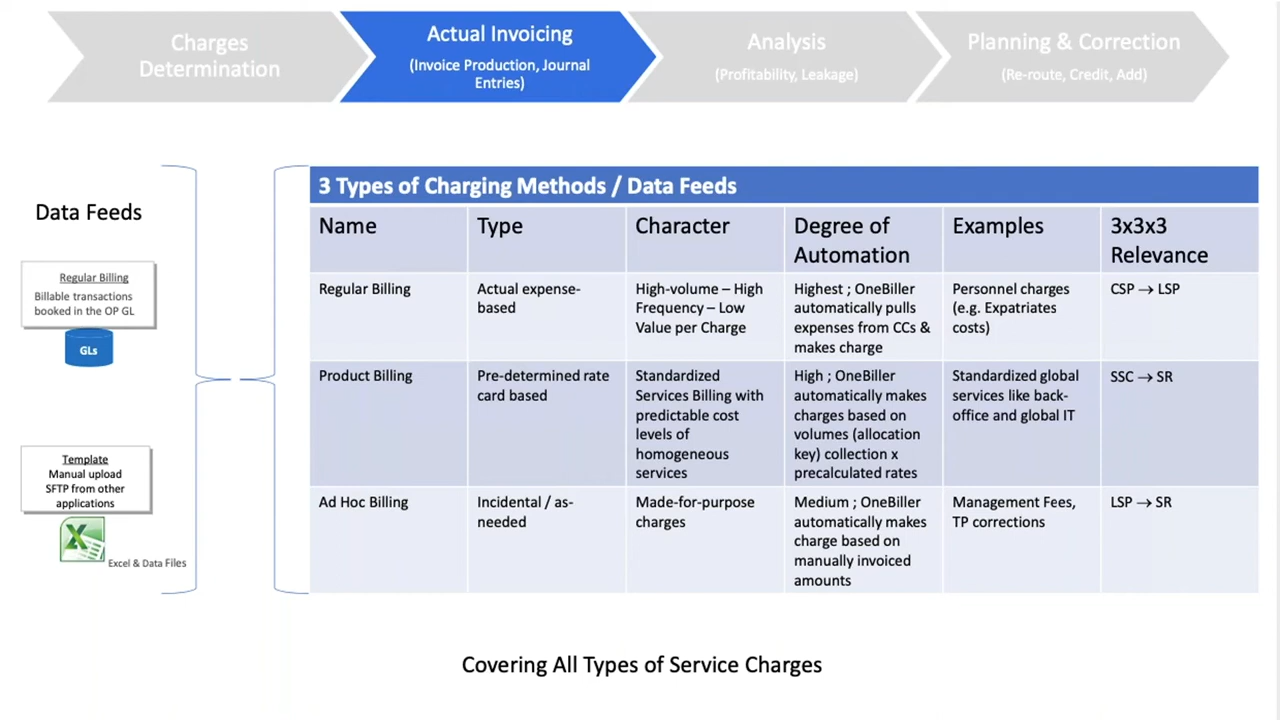 Charges
Determination
Actual Invoicing
(Invoice Production, Journal
Entries)
Analysis
(Profitability, Leakage)
Planning & Correction
(Re-route, Credit, Add)
Data Feeds
Regular Billing
Billable transactions
booked in the OP GL
GLs
Template
Manual upload
SFTP from other
applications
Excel & Data Files
3 Types of Charging Methods / Data Feeds
Name
Type
Character
Degree of
Automation
Examples
3x3x3
Relevance
Regular Billing
Actual expense-
based
High-volume – High
Frequency – Low
Value per Charge
Highest ; OneBiller
automatically pulls
expenses from CCs &
makes charge
Personnel charges
(e.g. Expatriates
costs)
CSP → LSP
Product Billing
Pre-determined rate
card based
Standardized
Services Billing with
predictable cost
levels of
homogeneous
services
High ; OneBiller
automatically makes
charges based on
volumes (allocation
key) collection x
precalculated rates
Standardized global
services like back-
office and global IT
SSC → SR
Ad Hoc Billing
Incidental / as-
needed
Made-for-purpose
charges
Medium ; OneBiller
automatically makes
charge based on
manually invoiced
amounts
Management Fees,
TP corrections
LSP → SR
Covering All Types of Service Charges